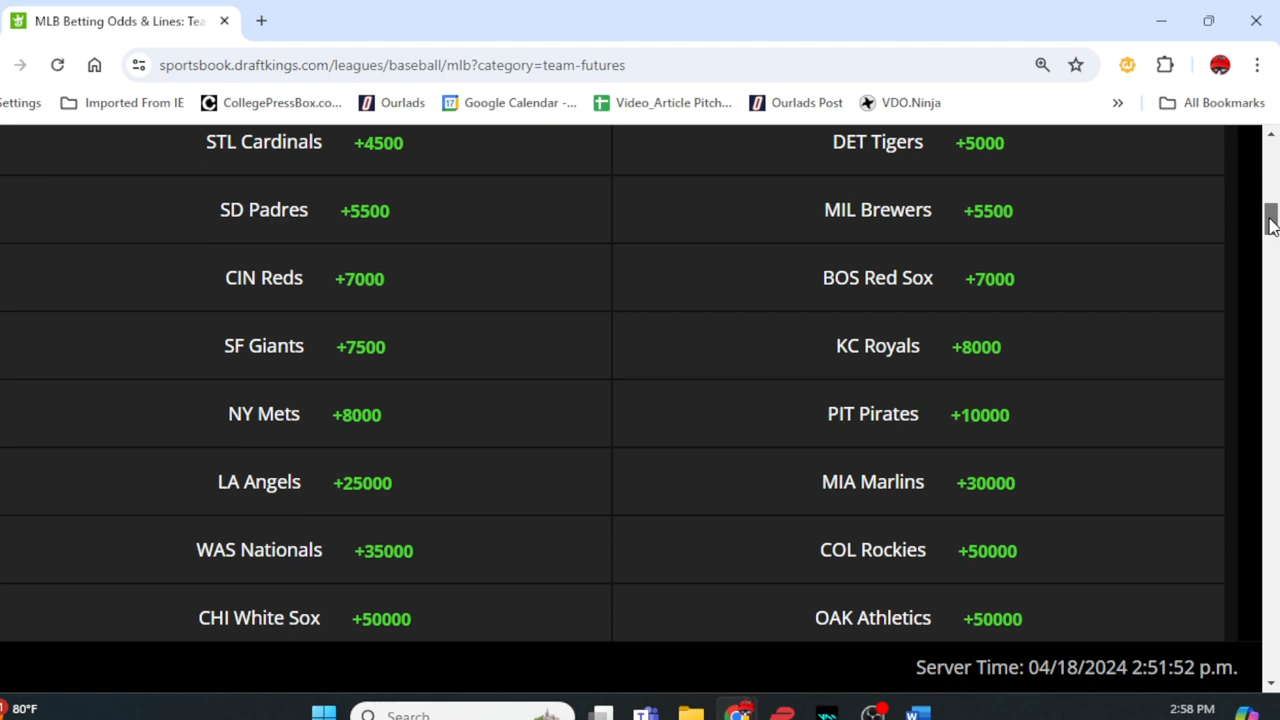 MLB Betting Odds & Lines: Tea
sportsbook.draftkings.com/leagues/baseball/mlb?category=team-futures
ettings Imported From IE CollegePressBox.co... Ourlads Google Calendar -... Video_Article Pitch... Ourlads Post VDO.Ninja » All Bookmarks
STL Cardinals +4500 DET Tigers +5000
SD Padres +5500 MIL Brewers +5500
CIN Reds +7000 BOS Red Sox +7000
SF Giants +7500 KC Royals +8000
NY Mets +8000 PIT Pirates +10000
LA Angels +25000 MIA Marlins +30000
WAS Nationals +35000 COL Rockies +50000
CHI White Sox +50000 OAK Athletics +50000
Server Time: 04/18/2024 2:51:52 p.m.
80°F Search 2:58 PM